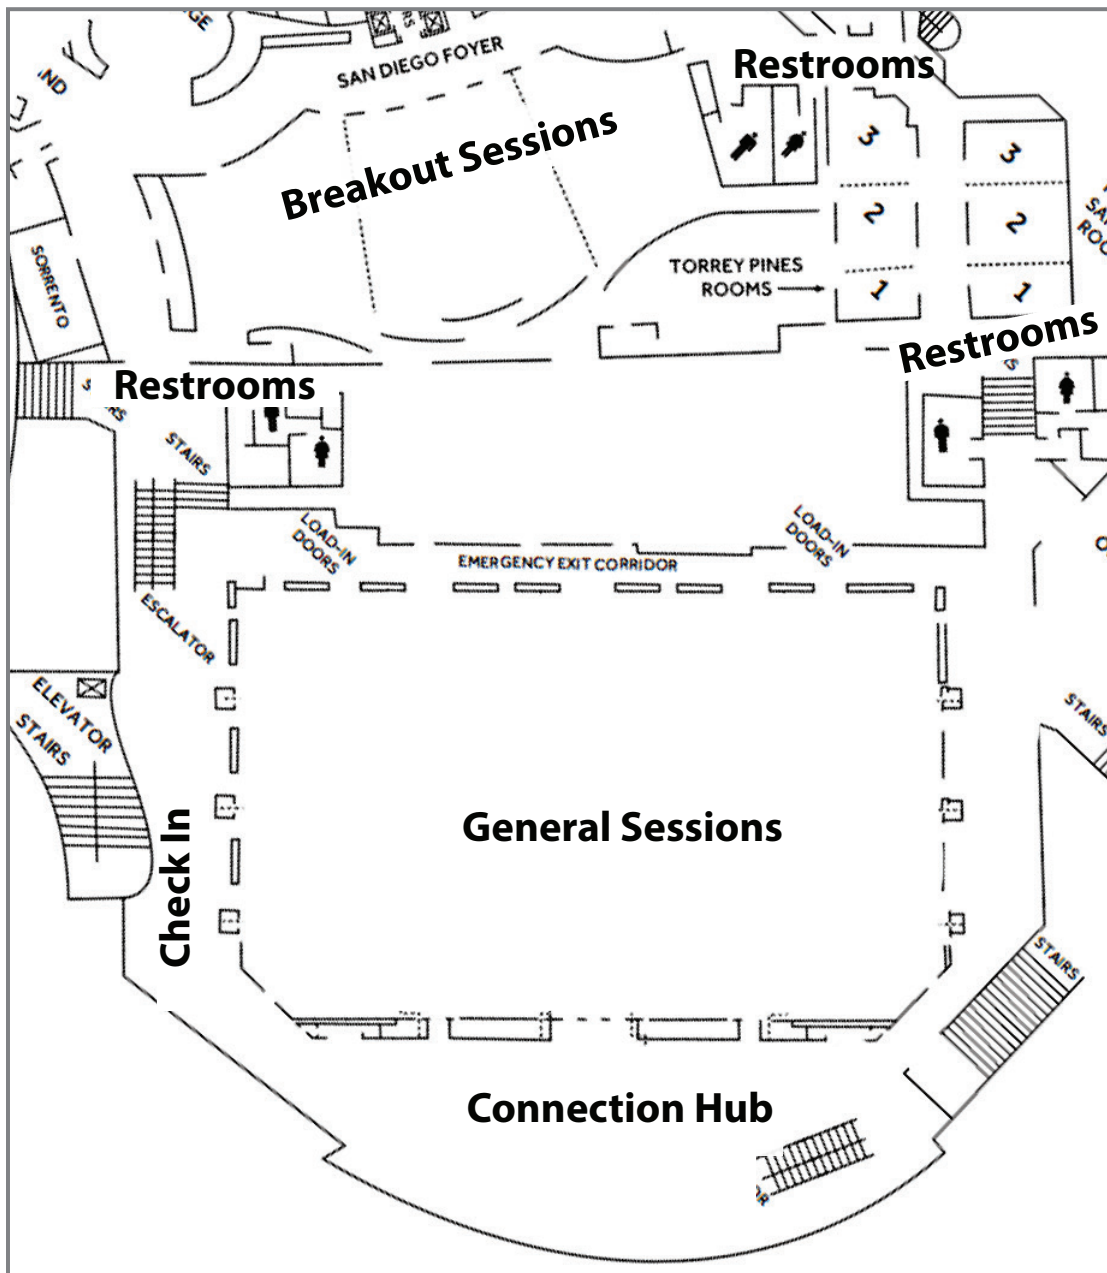 SAN DIEGO FOYER
Restrooms
Breakout Sessions
3
3
2
2
1
1
TORREY PINES
ROOMS
SORRENTO
Restrooms
Restrooms
STAIRS
LOAD-IN
DOORS
LOAD-IN
DOORS
EMERGENCY EXIT CORRIDOR
ESCALATOR
ELEVATOR
STAIRS
STAIRS
General Sessions
Check In
STAIRS
Connection Hub